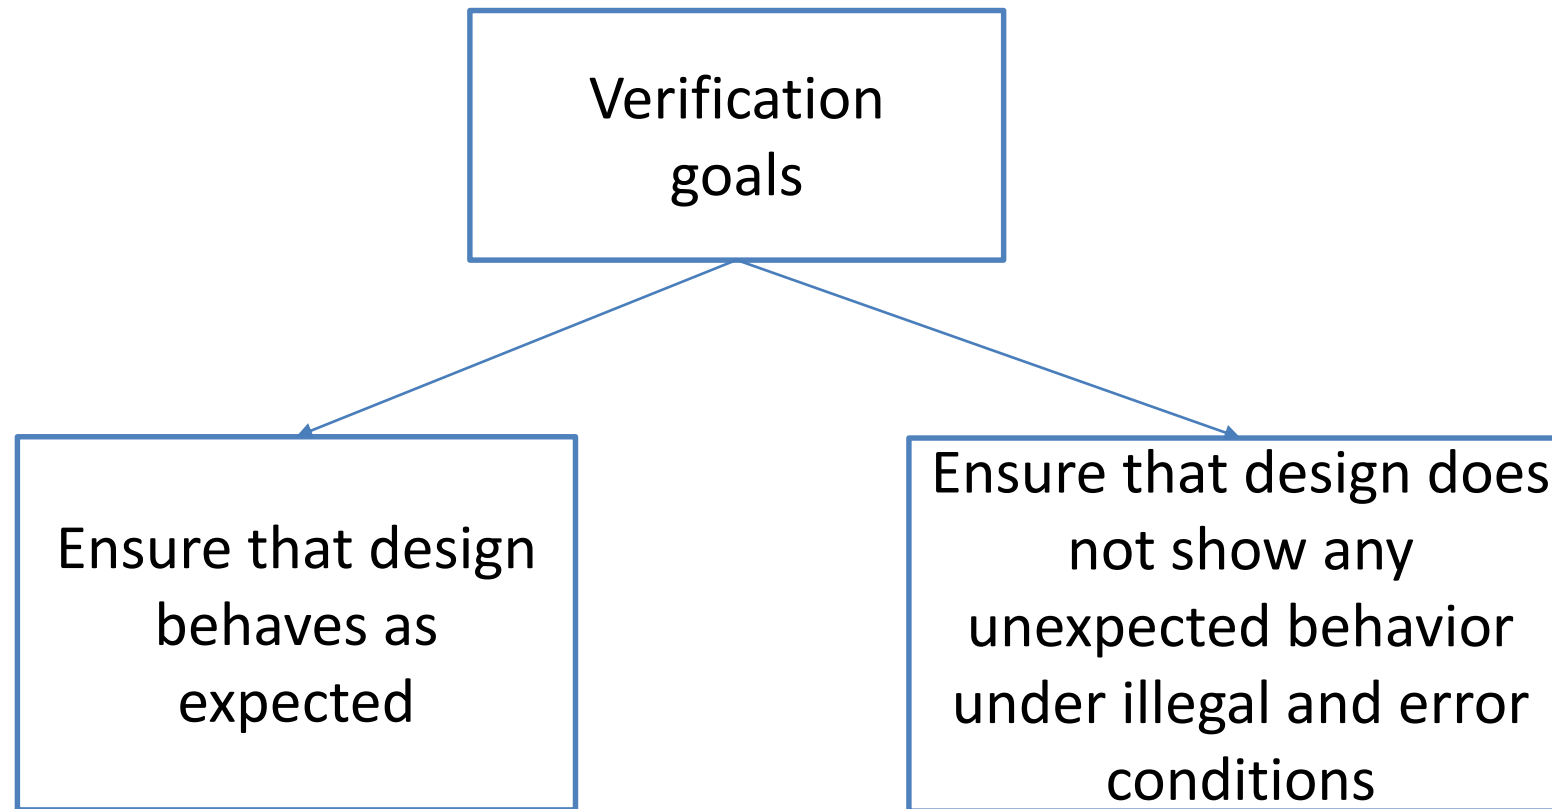 Verification
goals
Ensure that design
behaves as
expected
Ensure that design does
not show any
unexpected behavior
under illegal and error
conditions